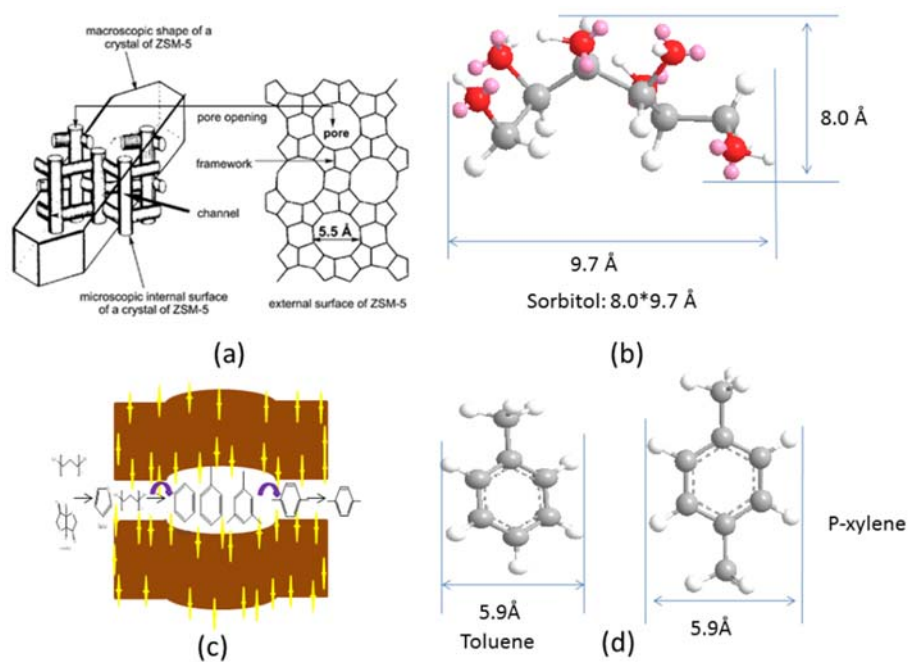 macroscopic shape of a
crystal of ZSM-5
pore opening
pore
framework
channel
5.5 Å
microscopic internal surface
of a crystal of ZSM-5
external surface of ZSM-5
(a)
8.0 Å
9.7 Å
Sorbitol: 8.0*9.7 Å
(b)
(c)
P-xylene
5.9Å
Toluene
5.9Å
(d)